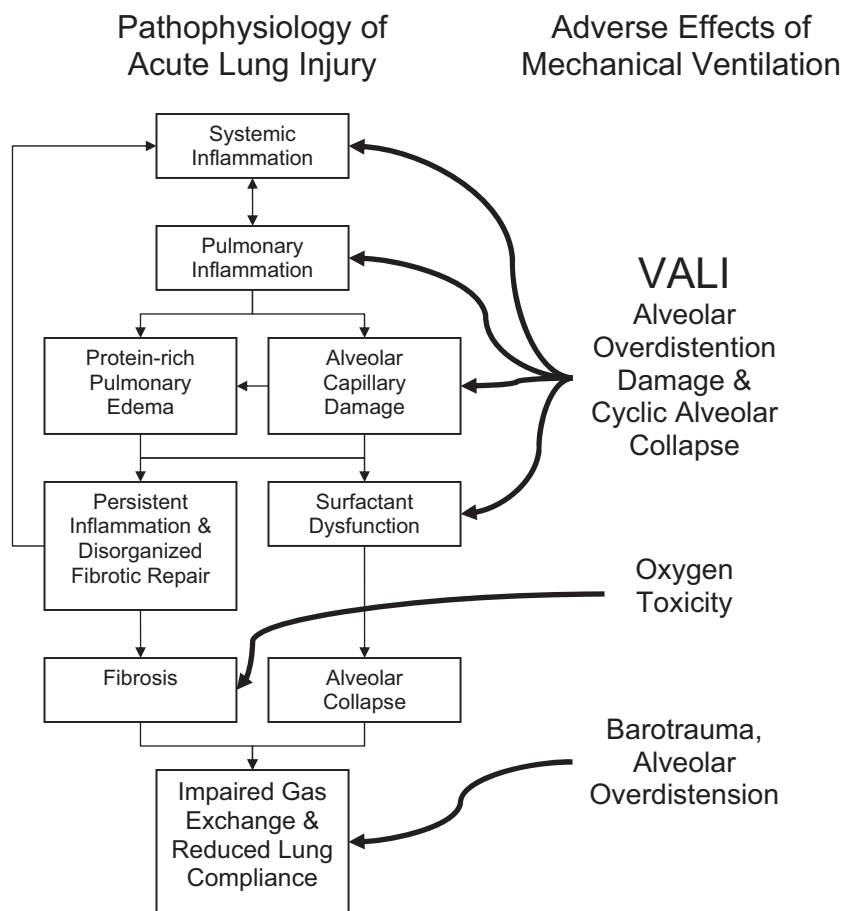 Pathophysiology of
Acute Lung Injury
Adverse Effects of
Mechanical Ventilation
Systemic
Inflammation
Pulmonary
Inflammation
Protein-rich
Pulmonary
Edema
Alveolar
Capillary
Damage
VALI
Alveolar
Overdistention
Damage &
Cyclic Alveolar
Collapse
Persistent
Inflammation &
Disorganized
Fibrotic Repair
Surfactant
Dysfunction
Oxygen
Toxicity
Fibrosis
Alveolar
Collapse
Barotrauma,
Alveolar
Overdistension
Impaired Gas
Exchange &
Reduced Lung
Compliance